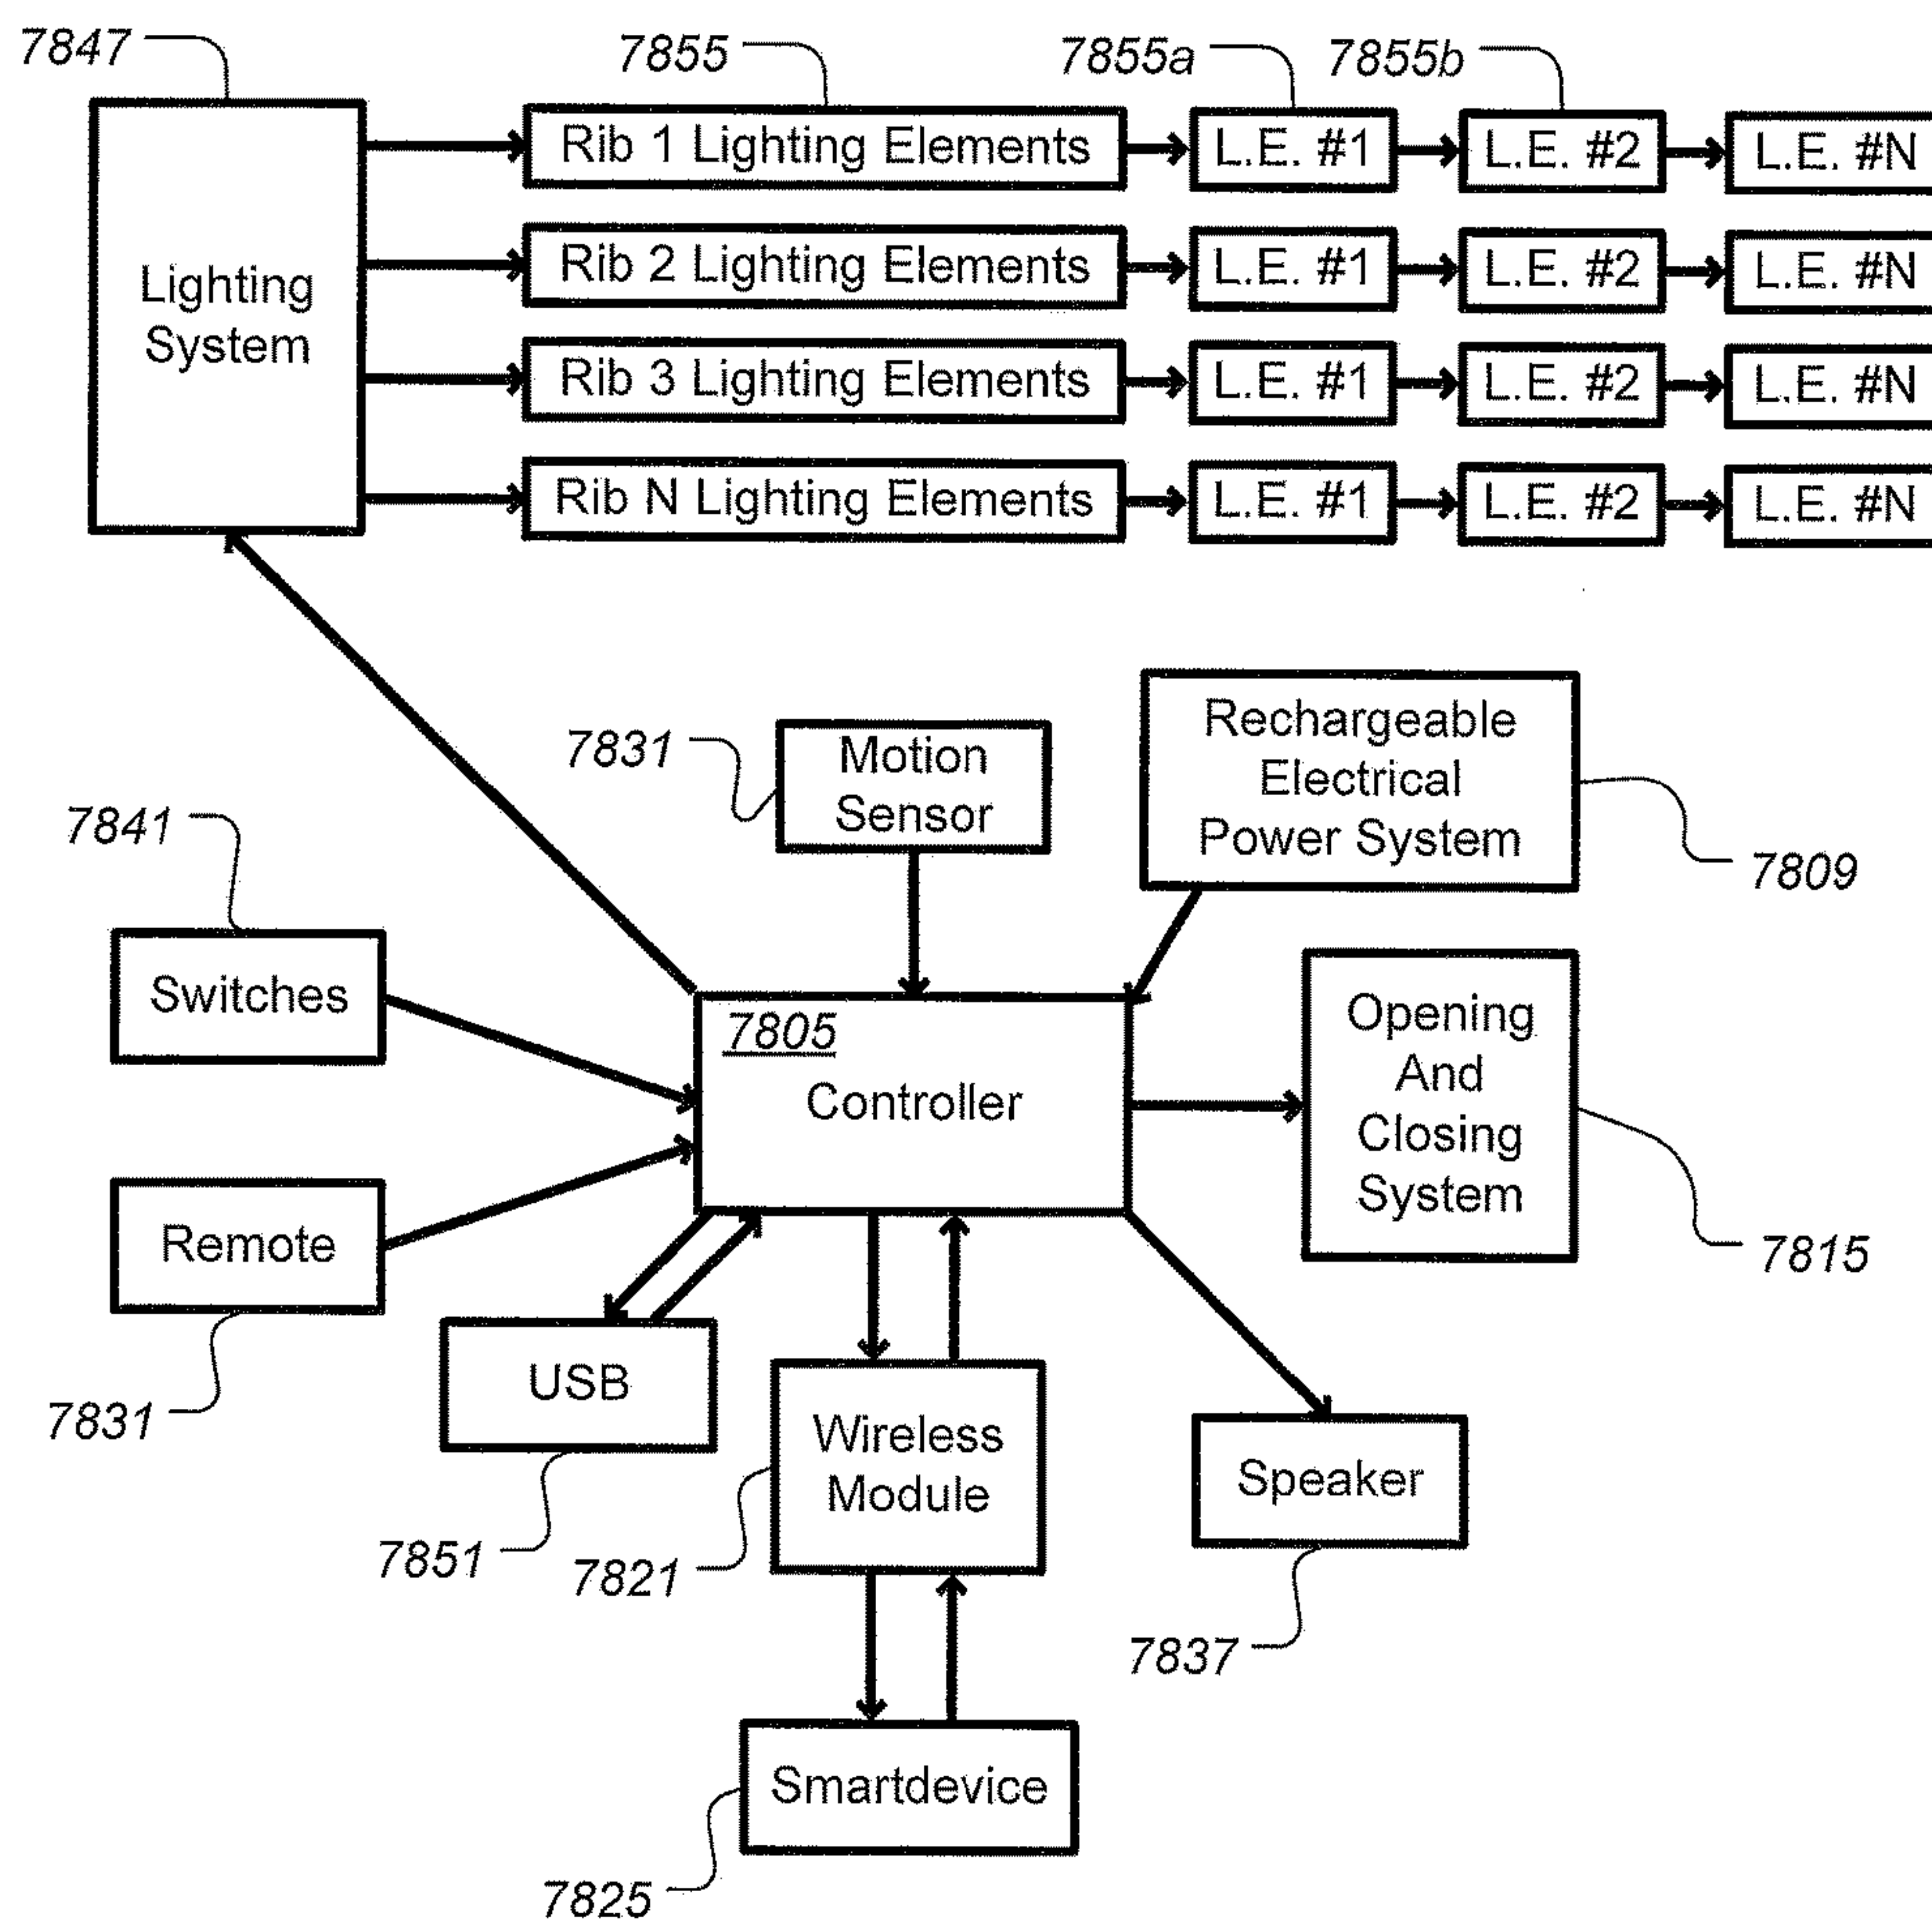 7847
7855
7855a
7855b
Lighting
System
Rib 1 Lighting Elements
L.E. #1
L.E. #2
L.E. #N
Rib 2 Lighting Elements
L.E. #1
L.E. #2
L.E. #N
Rib 3 Lighting Elements
L.E. #1
L.E. #2
L.E. #N
Rib N Lighting Elements
L.E. #1
L.E. #2
L.E. #N
7831
Motion
Sensor
Rechargeable
Electrical
Power System
7809
7841
Switches
7805
Controller
Opening
And
Closing
System
7815
Remote
7831
USB
7851
Wireless
Module
7821
Speaker
7837
Smartdevice
7825